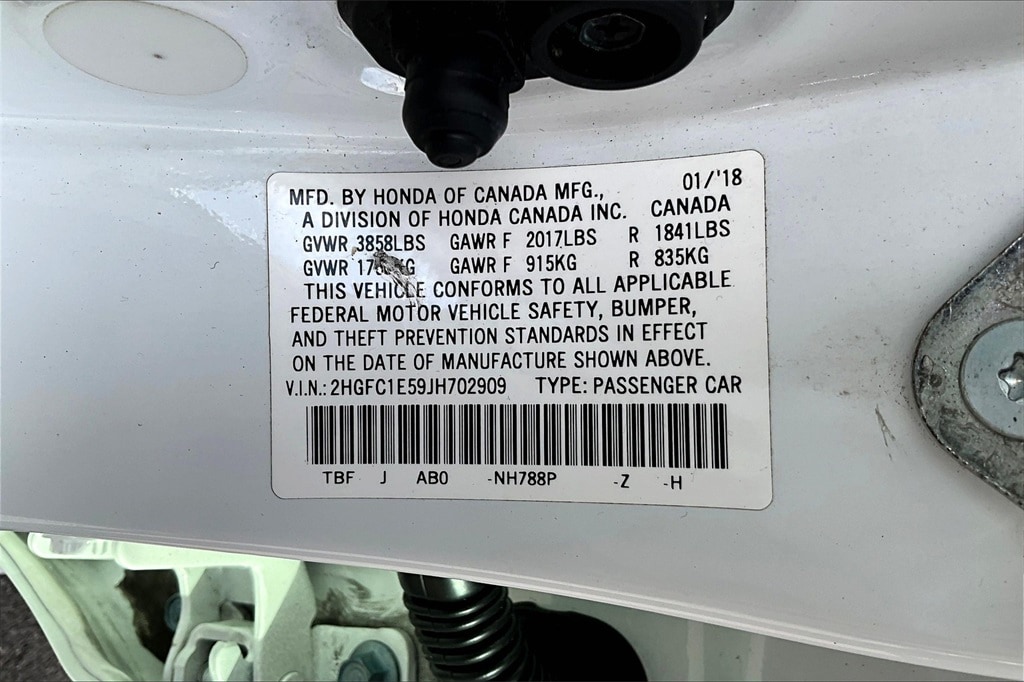 MFD. BY HONDA OF CANADA MFG., 01/'18
A DIVISION OF HONDA CANADA INC. CANADA
GVWR 3858LBS GAWR F 2017LBS R 1841LBS
GVWR GAWR F 915KG R 835KG
THIS VEHICLE CONFORMS TO ALL APPLICABLE
FEDERAL MOTOR VEHICLE SAFETY, BUMPER,
AND THEFT PREVENTION STANDARDS IN EFFECT
ON THE DATE OF MANUFACTURE SHOWN ABOVE.
V.I.N.: 2HGFC1E59JH702909 TYPE: PASSENGER CAR
TBF J AB0 -NH788P -Z -H